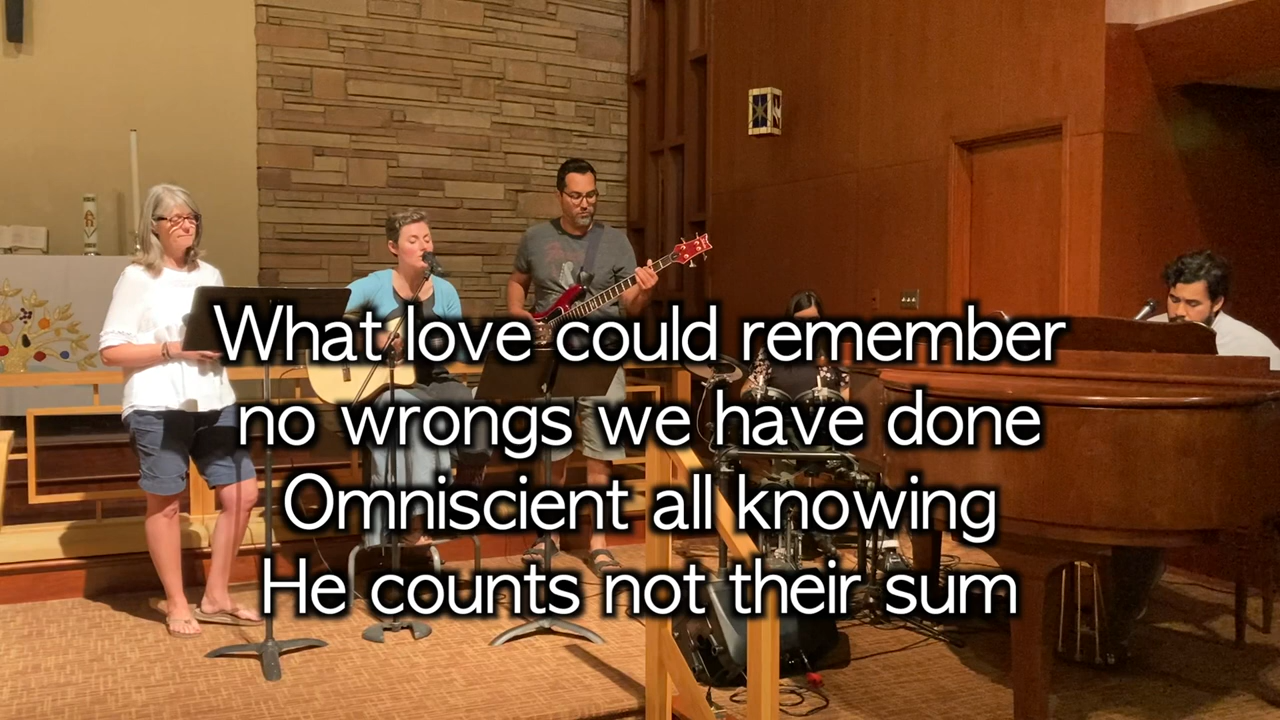 What love could remember
no wrongs we have done
Omniscient all knowing
He counts not their sum